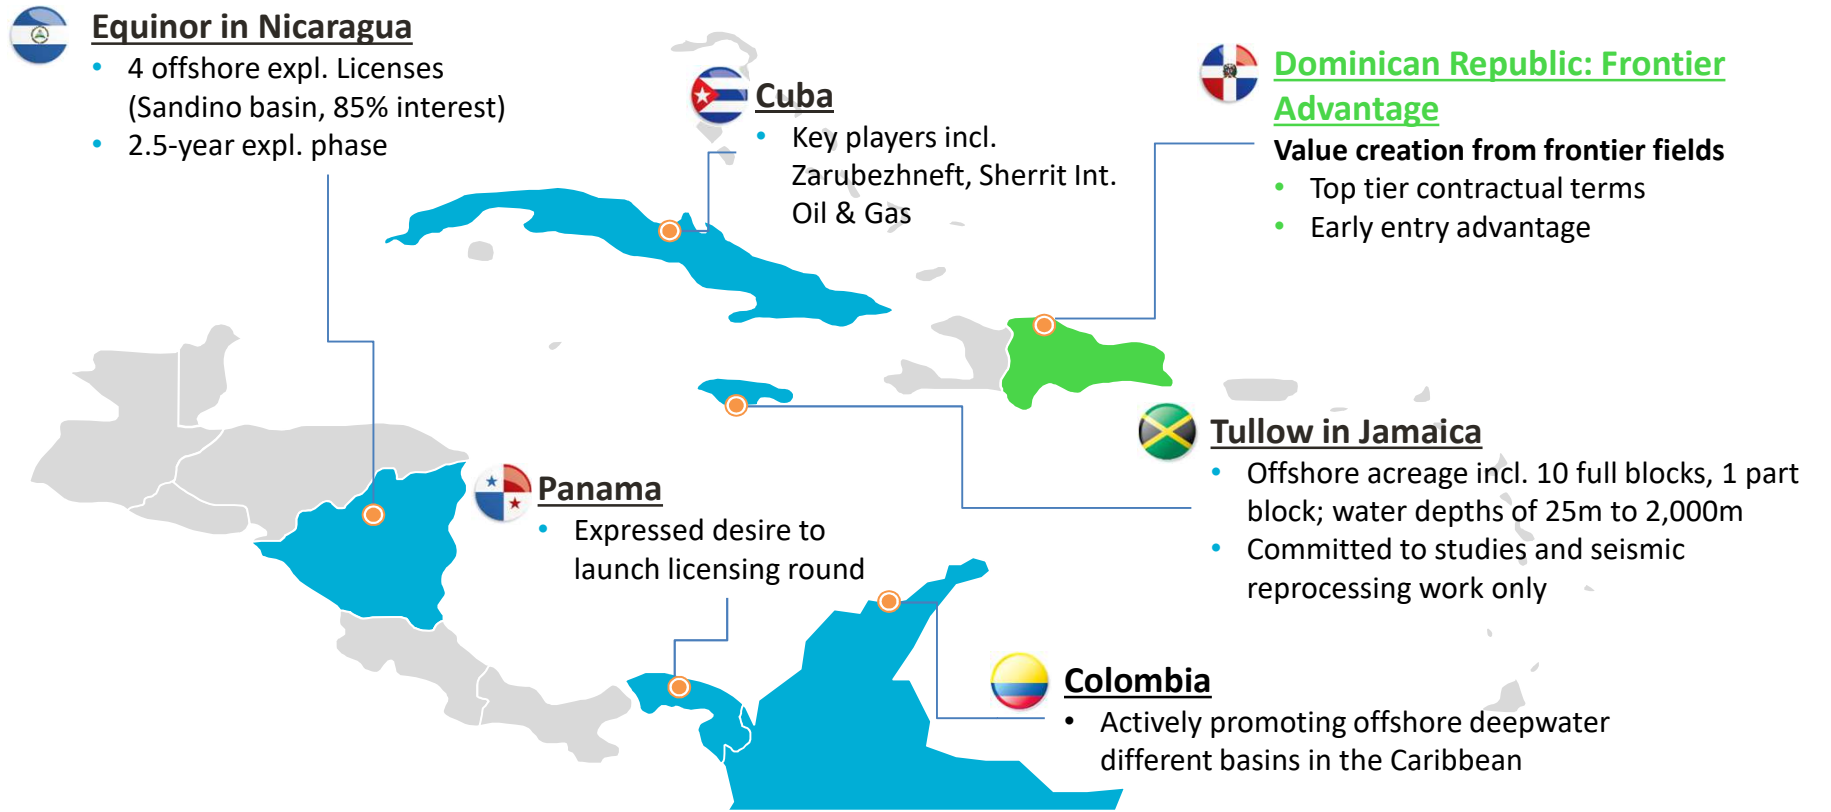 Equinor in Nicaragua
• 4 offshore expl. Licenses
(Sandino basin, 85% interest)
• 2.5-year expl. phase
Cuba
• Key players incl.
Zarubezhneft, Sherrit Int.
Oil & Gas
Dominican Republic: Frontier
Advantage
Value creation from frontier fields
• Top tier contractual terms
• Early entry advantage
Tullow in Jamaica
• Offshore acreage incl. 10 full blocks, 1 part
block; water depths of 25m to 2,000m
• Committed to studies and seismic
reprocessing work only
Panama
• Expressed desire to
launch licensing round
Colombia
• Actively promoting offshore deepwater
different basins in the Caribbean